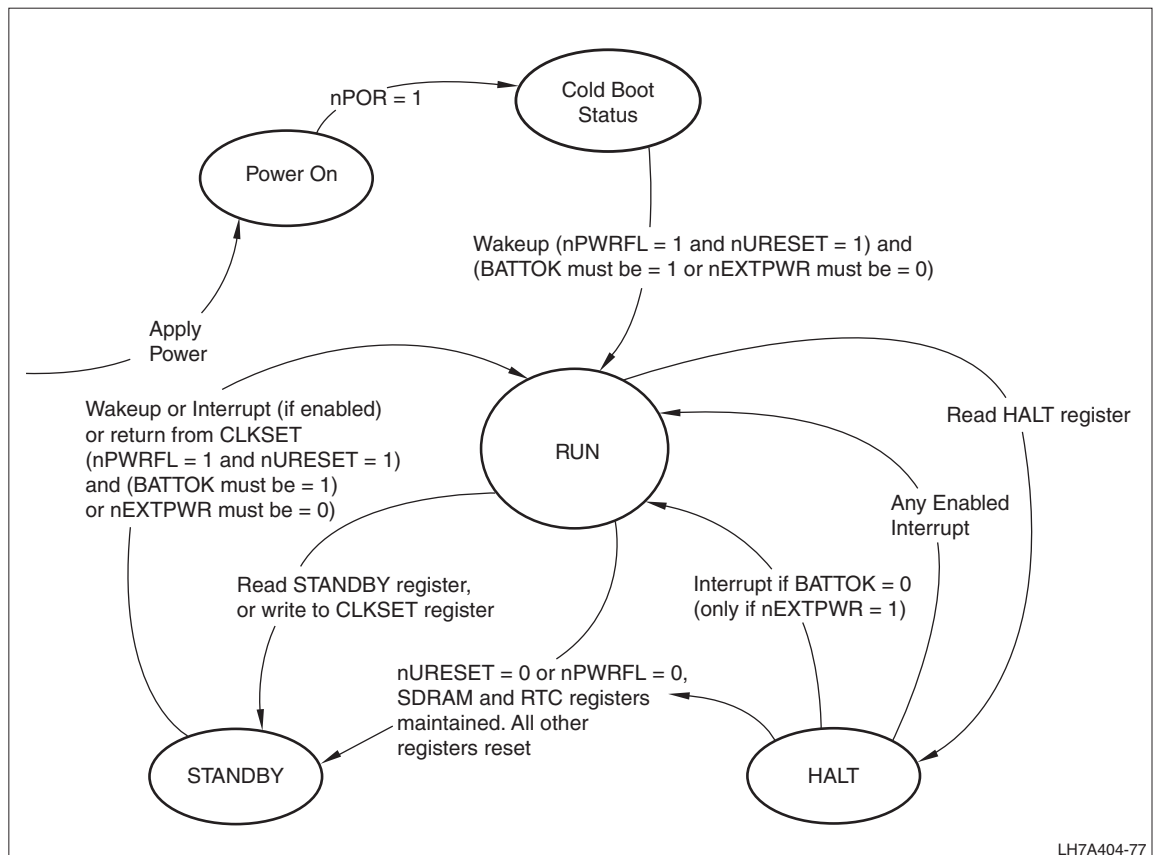 Cold Boot
Status
nPOR = 1
Power On
Wakeup (nPWRFL = 1 and nURESET = 1) and
(BATTOK must be = 1 or nEXTPWR must be = 0)
Apply
Power
Wakeup or Interrupt (if enabled)
or return from CLKSET
(nPWRFL = 1 and nURESET = 1)
and (BATTOK must be = 1)
or nEXTPWR must be = 0)
Read HALT register
RUN
Any Enabled
Interrupt
Read STANDBY register,
or write to CLKSET register
Interrupt if BATTOK = 0
(only if nEXTPWR = 1)
nURESET = 0 or nPWRFL = 0,
SDRAM and RTC registers
maintained. All other
registers reset
STANDBY
HALT
LH7A404-77